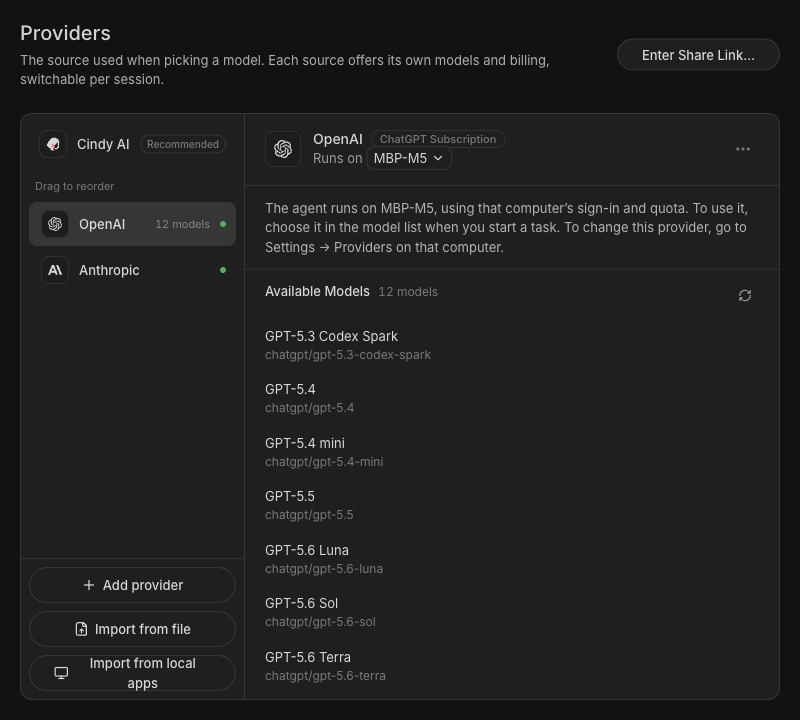 Providers
The source used when picking a model. Each source offers its own models and billing,
switchable per session.
Enter Share Link...
Cindy AI Recommended
Drag to reorder
OpenAI 12 models
Anthropic
Add provider
Import from file
Import from local
apps
OpenAI ChatGPT Subscription
Runs on MBP-M5
The agent runs on MBP-M5, using that computer’s sign-in and quota. To use it,
choose it in the model list when you start a task. To change this provider, go to
Settings → Providers on that computer.
Available Models 12 models
GPT-5.3 Codex Spark
chatgpt/gpt-5.3-codex-spark
GPT-5.4
chatgpt/gpt-5.4
GPT-5.4 mini
chatgpt/gpt-5.4-mini
GPT-5.5
chatgpt/gpt-5.5
GPT-5.6 Luna
chatgpt/gpt-5.6-luna
GPT-5.6 Sol
chatgpt/gpt-5.6-sol
GPT-5.6 Terra
chatgpt/gpt-5.6-terra